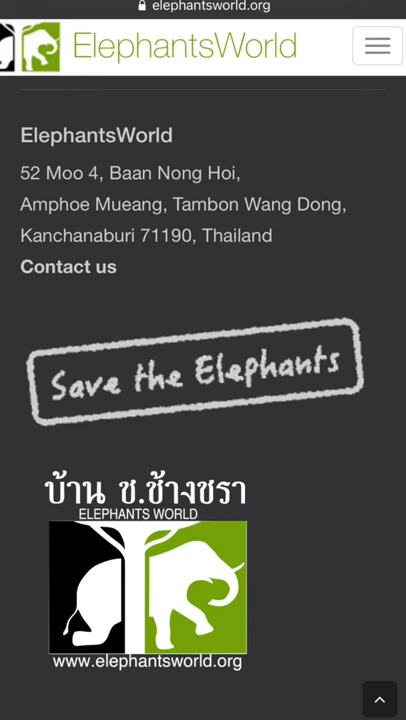 elephantsworld.org
ElephantsWorld
ElephantsWorld
52 Moo 4, Baan Nong Hoi,
Amphoe Mueang, Tambon Wang Dong,
Kanchanaburi 71190, Thailand
Contact us
Save the Elephants
บ้าน ช.ช้างชรา
ELEPHANTS WORLD
www.elephantsworld.org